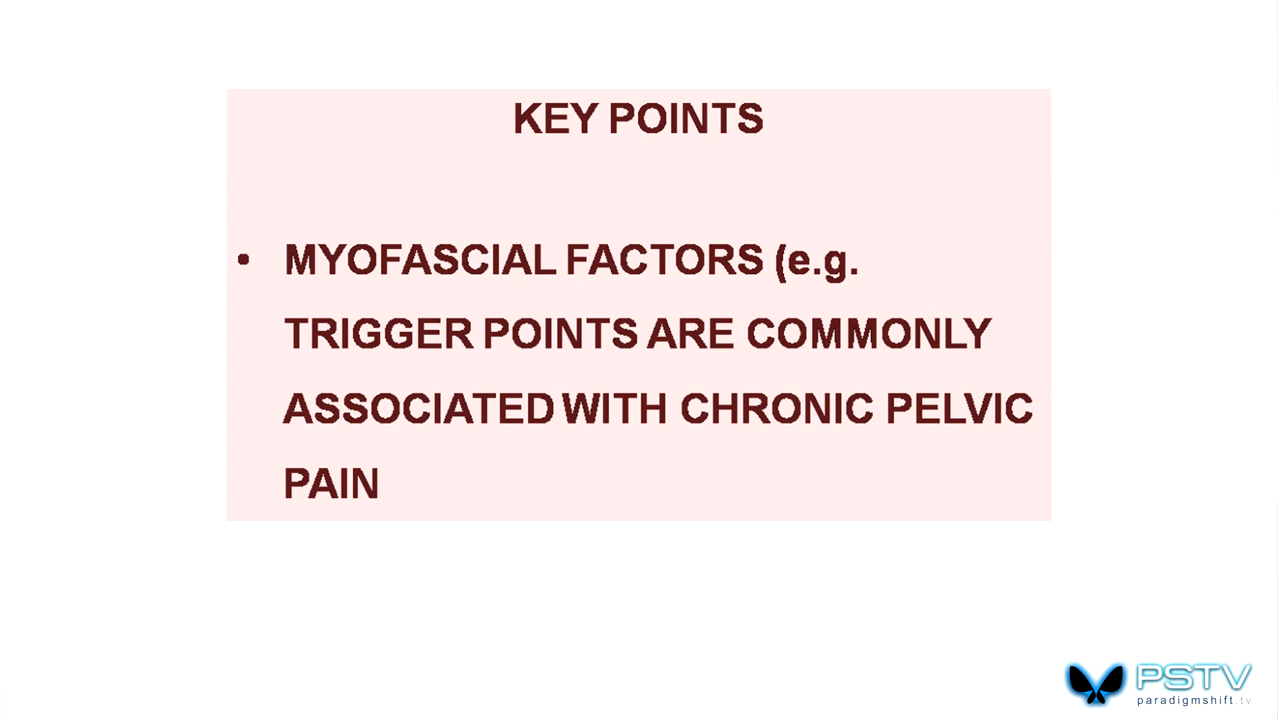 KEY POINTS
• MYOFASCIAL FACTORS (e.g.
TRIGGER POINTS ARE COMMONLY
ASSOCIATED WITH CHRONIC PELVIC
PAIN
PSTV
paradigmshift.tv